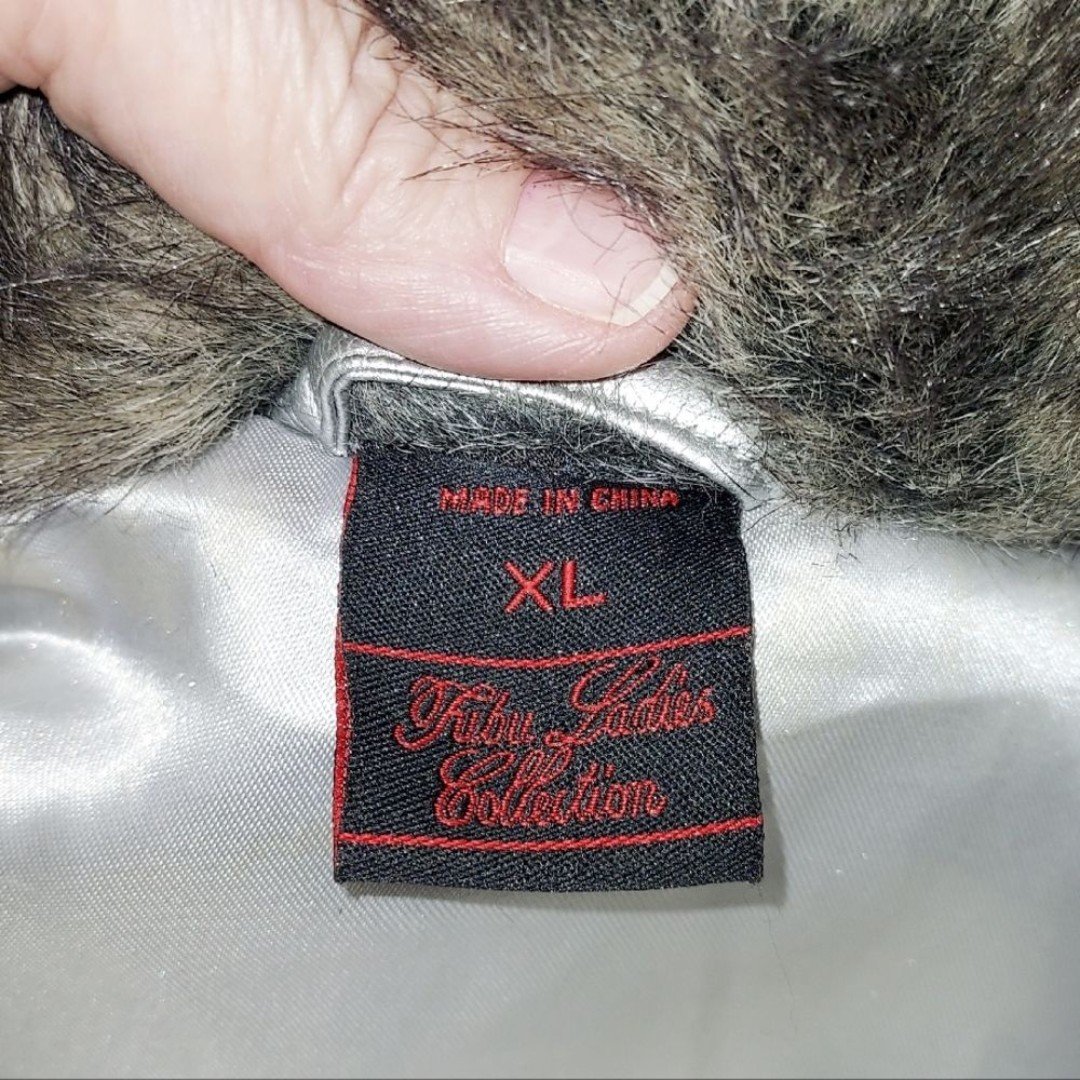 MADE IN CHINA
XL
Fubu Ladies
Collection